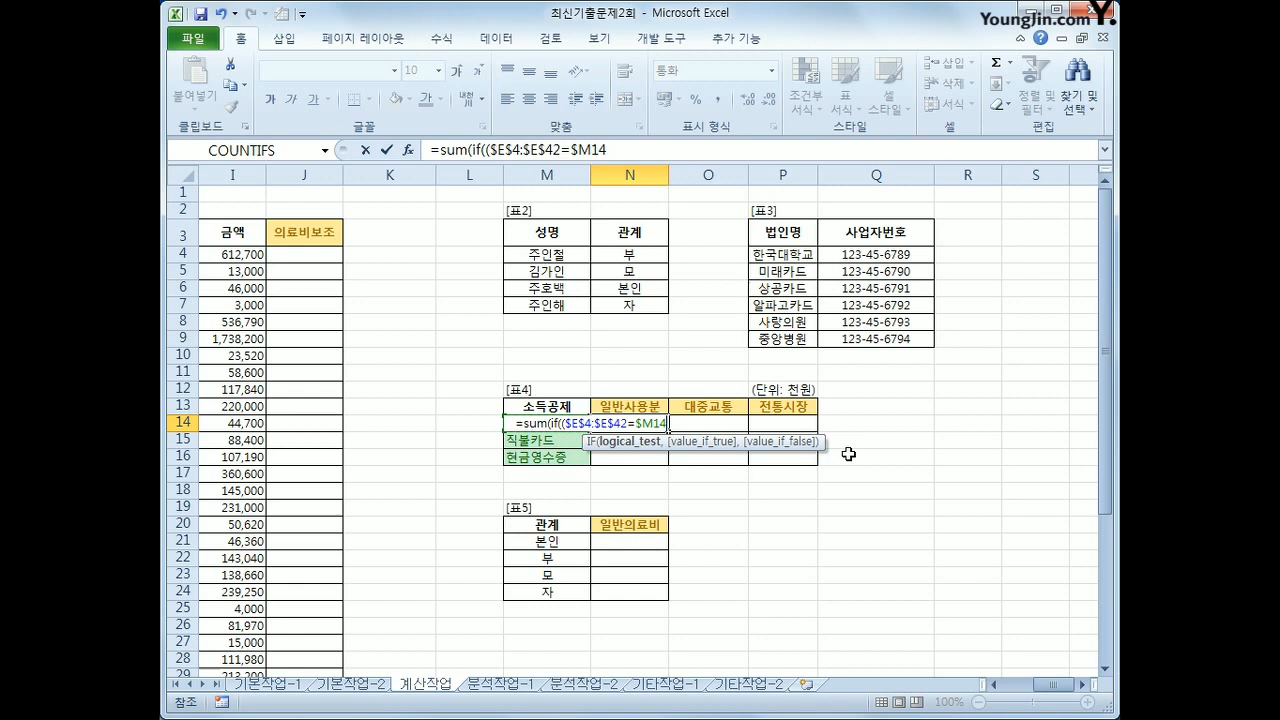 최신기출문제2회 - Microsoft Excel
YoungJin.com Y.
파일 홈 삽입 페이지 레이아웃 수식 데이터 검토 보기 개발 도구 추가 기능
붙여넣기
10
가 가
가 가 가
가
내천
통화
% ,
조건부 서식
표 서식
셀 스타일
삽입
삭제
서식
Σ
정렬 및 필터
찾기 및 선택
클립보드 글꼴 맞춤 표시 형식 스타일 셀 편집
COUNTIFS fx =sum(if(($E$4:$E$42=$M14
I J K L M N O P Q R S
1
2 [표2] [표3]
3 금액 의료비보조 성명 관계 법인명 사업자번호
4 612,700 주인철 부 한국대학교 123-45-6789
5 13,000 김가인 모 미래카드 123-45-6790
6 46,000 주호백 본인 상공카드 123-45-6791
7 3,000 주인해 자 알파고카드 123-45-6792
8 536,790 사랑의원 123-45-6793
9 1,738,200 중앙병원 123-45-6794
10 23,520
11 58,600
12 117,840 [표4] (단위: 천원)
13 220,000 소득공제 일반사용분 대중교통 전통시장
14 44,700 =sum(if(($E$4:$E$42=$M14
15 88,400 직불카드 IF(logical_test, [value_if_true], [value_if_false])
16 107,190 현금영수증
17 360,600
18 145,000
19 231,000 [표5]
20 50,620 관계 일반의료비
21 46,360 본인
22 143,040 부
23 138,660 모
24 239,250 자
25 4,000
26 81,970
27 15,000
28 111,980
29 213,200
기본작업-1 기본작업-2 계산작업 분석작업-1 분석작업-2 기타작업-1 기타작업-2
참조 100%